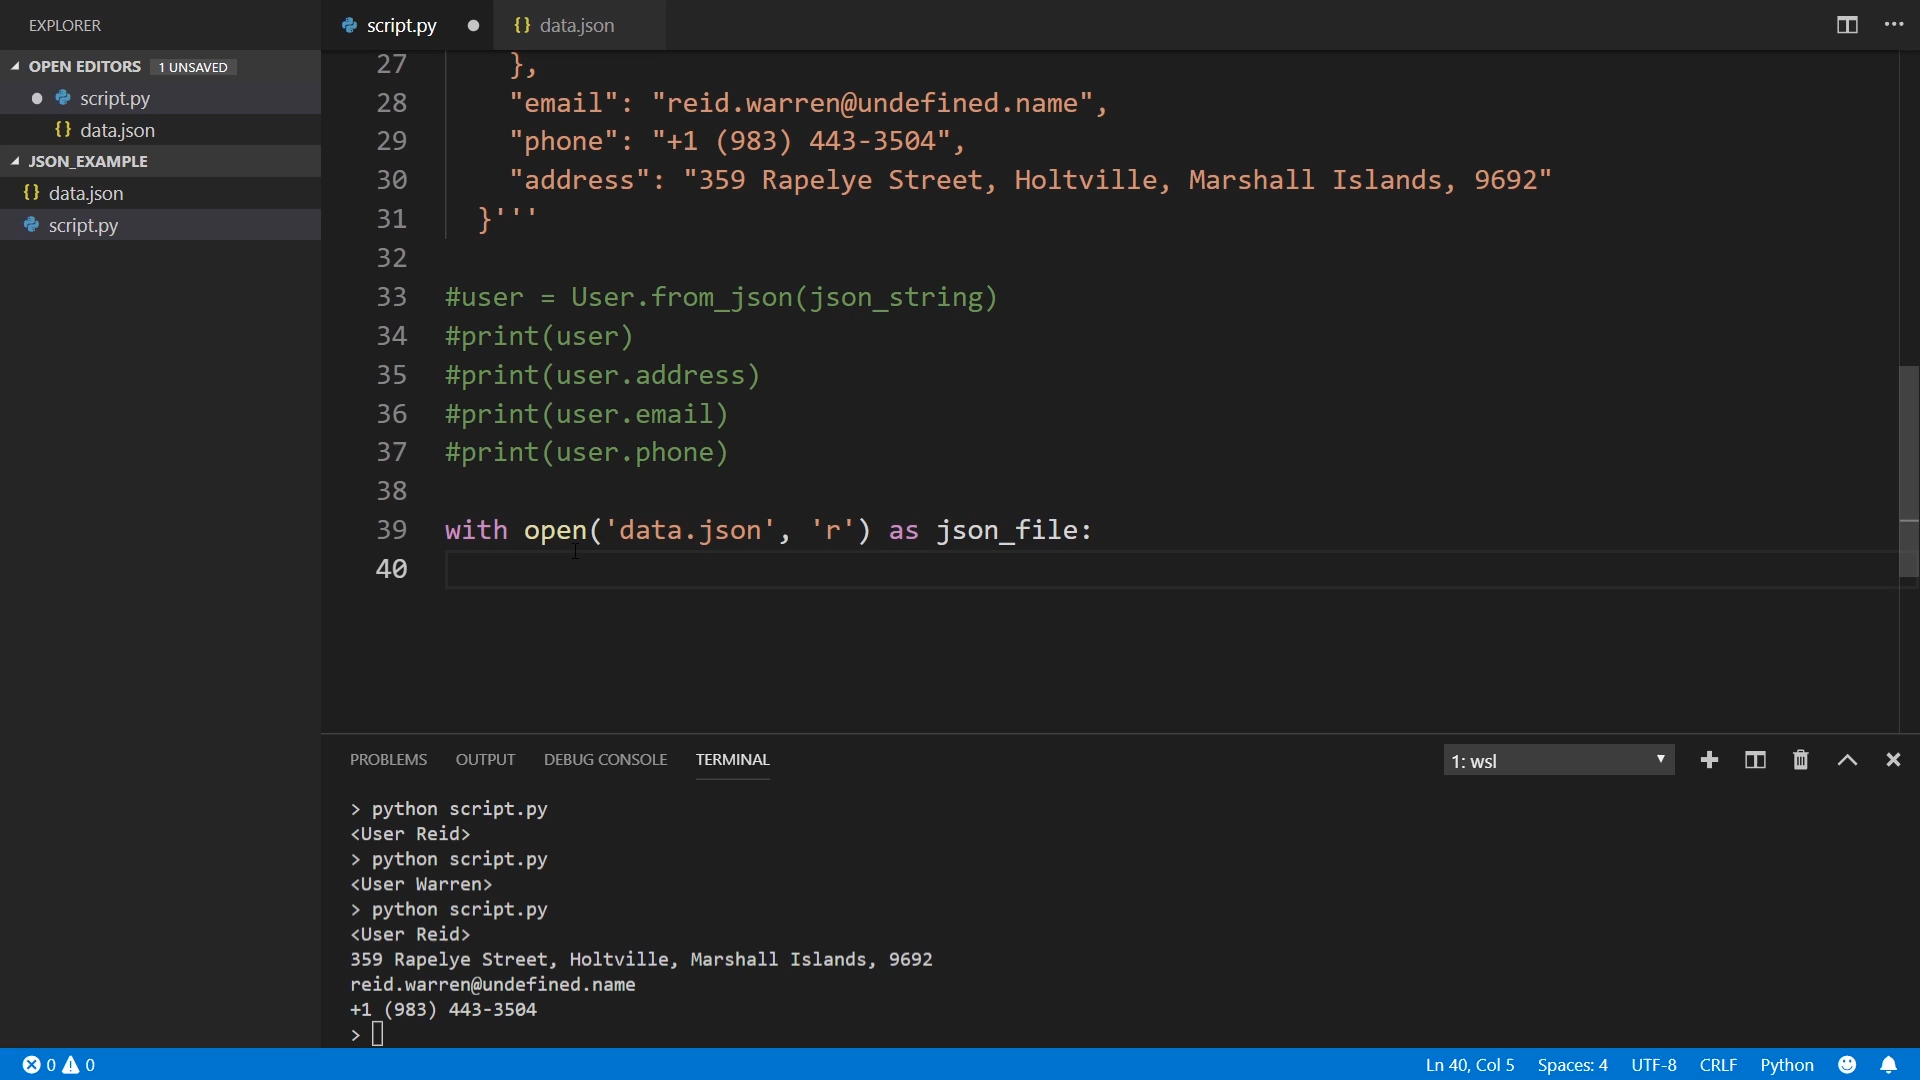 EXPLORER
OPEN EDITORS 1 UNSAVED
script.py
{} data.json
JSON_EXAMPLE
{} data.json
script.py
script.py
{} data.json
27 },
28 "email": "reid.warren@undefined.name",
29 "phone": "+1 (983) 443-3504",
30 "address": "359 Rapelye Street, Holtville, Marshall Islands, 9692"
31 }'''
32
33 #user = User.from_json(json_string)
34 #print(user)
35 #print(user.address)
36 #print(user.email)
37 #print(user.phone)
38
39 with open('data.json', 'r') as json_file:
40
PROBLEMS OUTPUT DEBUG CONSOLE TERMINAL 1: wsl
> python script.py
<User Reid>
> python script.py
<User Warren>
> python script.py
<User Reid>
359 Rapelye Street, Holtville, Marshall Islands, 9692
reid.warren@undefined.name
+1 (983) 443-3504
>
0 0 Ln 40, Col 5 Spaces: 4 UTF-8 CRLF Python